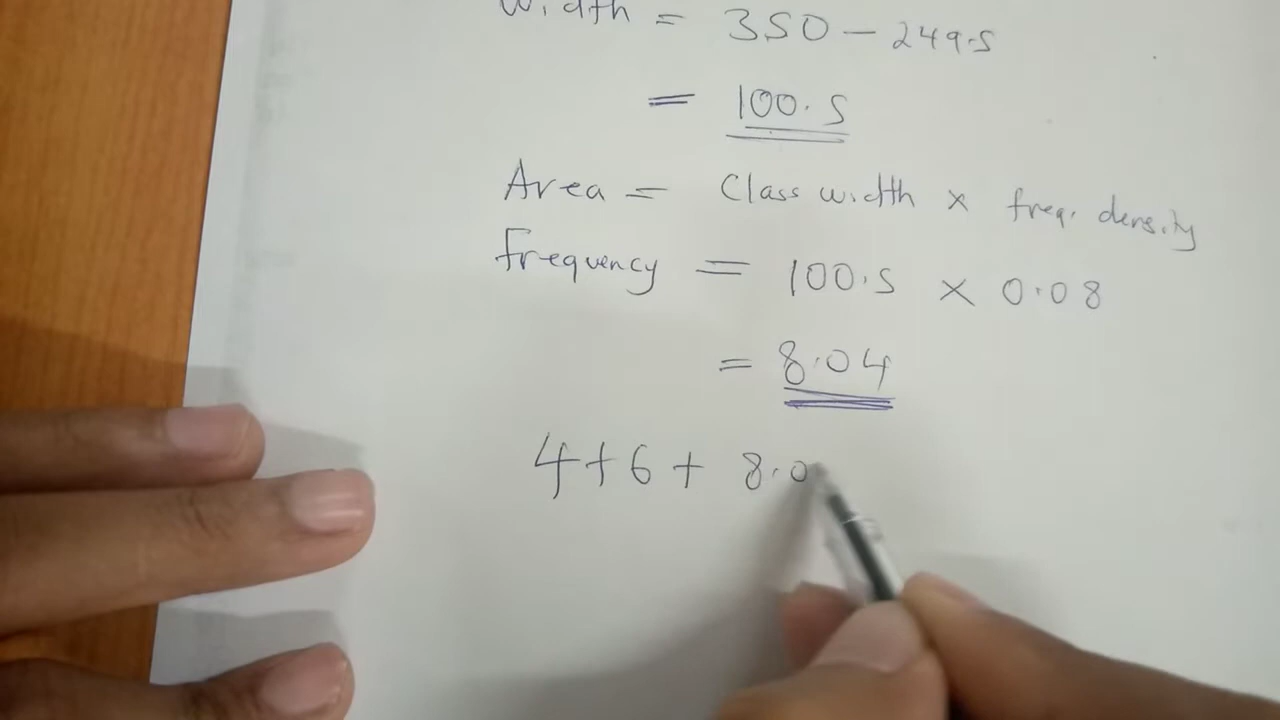 Width = 350 - 249.5
= 100.5
Area = Class width × freq. density
Frequency = 100.5 × 0.08
= 8.04
4+6+ 8.0